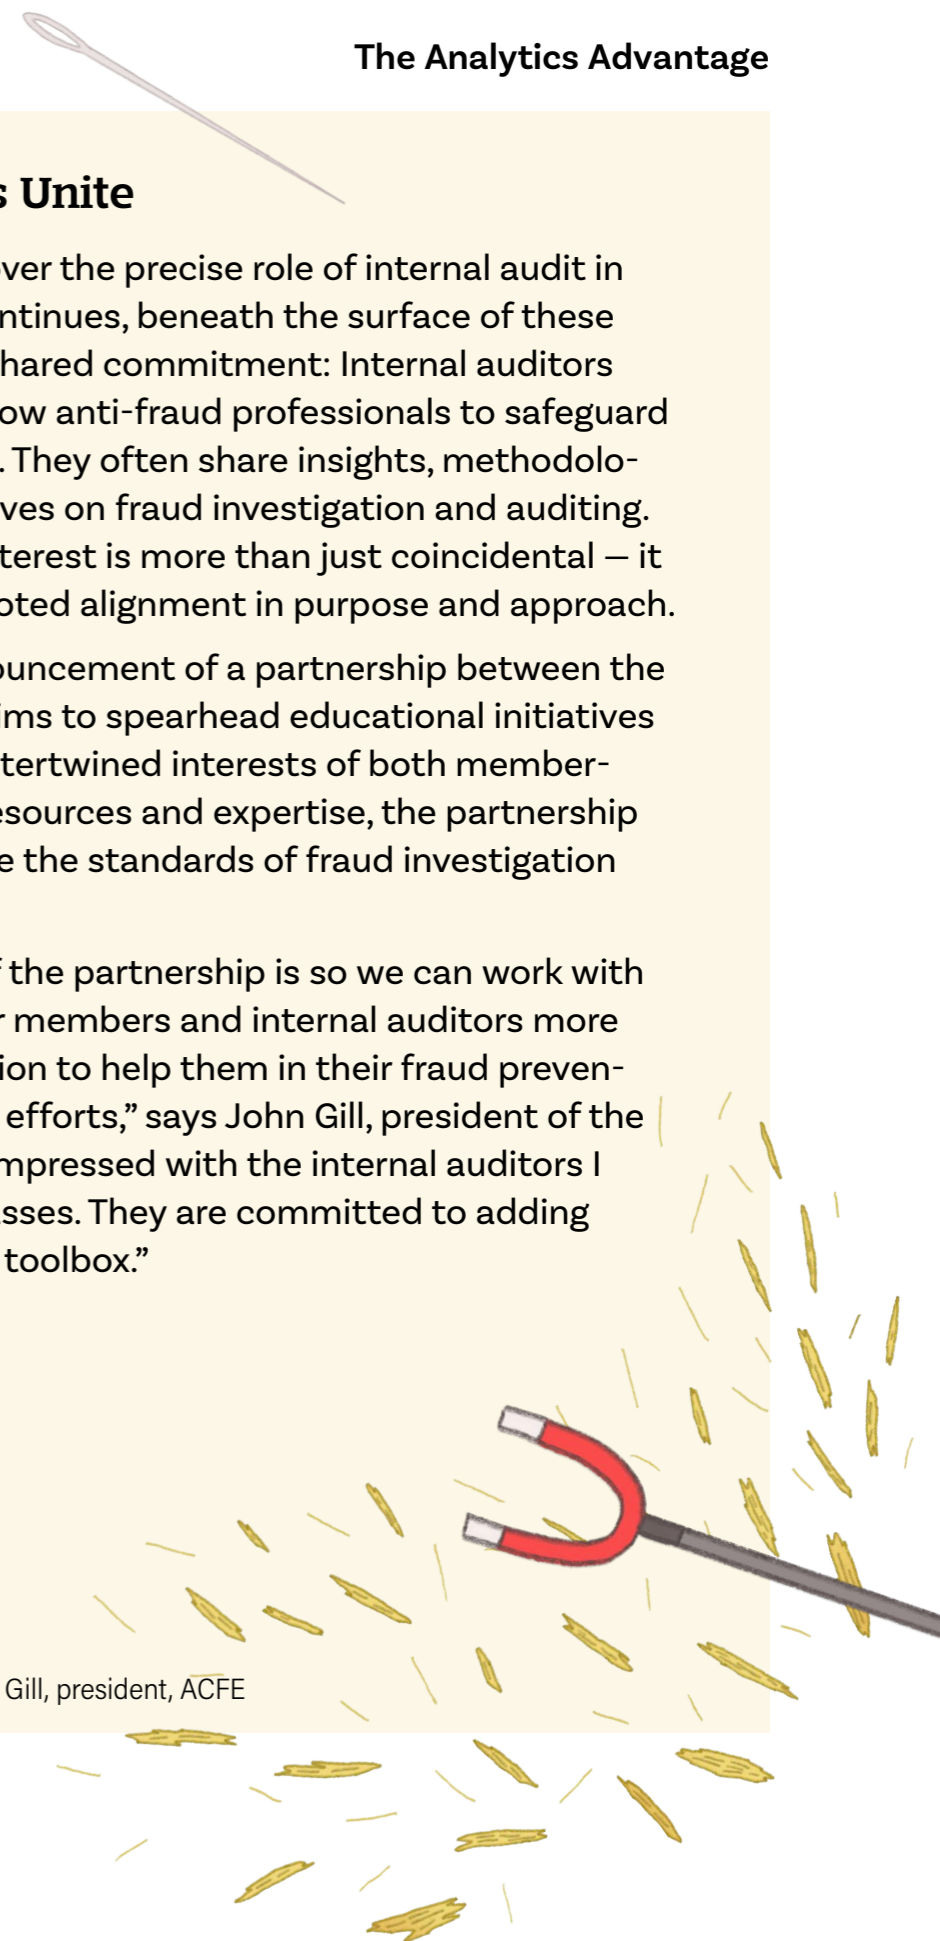 The Analytics Advantage
s Unite
ver the precise role of internal audit in
ntinues, beneath the surface of these
hared commitment: Internal auditors
ow anti-fraud professionals to safeguard
. They often share insights, methodolo-
ves on fraud investigation and auditing.
terest is more than just coincidental — it
oted alignment in purpose and approach.
ouncement of a partnership between the
ims to spearhead educational initiatives
tertwined interests of both member-
esources and expertise, the partnership
e the standards of fraud investigation
f the partnership is so we can work with
r members and internal auditors more
ion to help them in their fraud preven-
efforts,” says John Gill, president of the
mpressed with the internal auditors I
sses. They are committed to adding
toolbox.”
Gill, president, ACFE